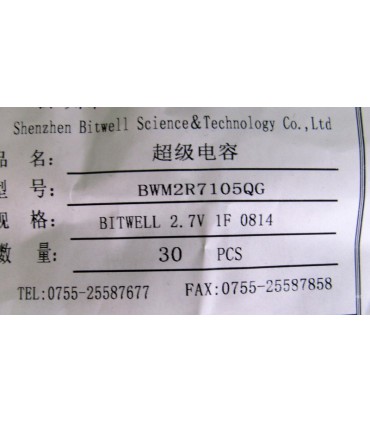 Shenzhen Bitwell Science&Technology Co.,Ltd
品 名: 超级电容
型 号: BWM2R7105QG
规 格: BITWELL 2.7V 1F 0814
數 量: 30 PCS
TEL:0755-25587677 FAX:0755-25587858